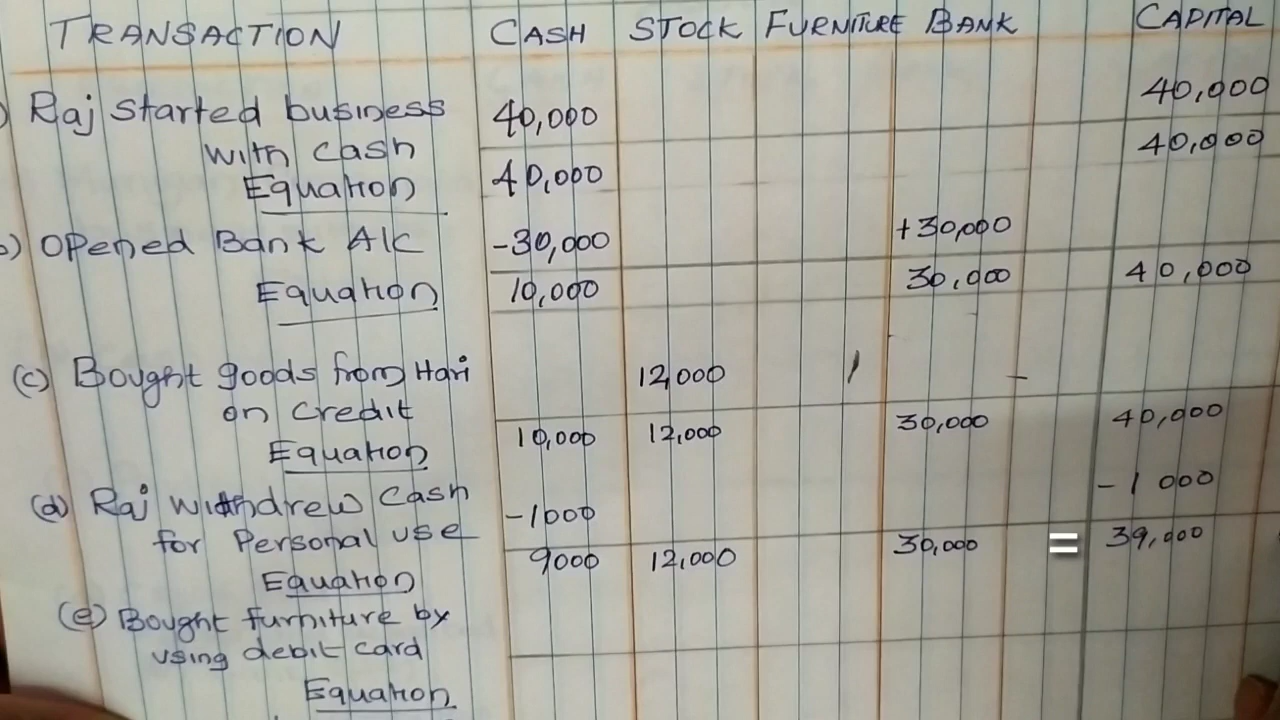 TRANSACTION CASH STOCK FURNITURE BANK CAPITAL
) Raj started business 40,000 40,000
with cash 40,000
Equation 40,000
b) Opened Bank A/C -30,000 +30,000
Equation 10,000 30,000 40,000
(c) Bought goods from Hari 12,000
on credit
Equation 10,000 12,000 30,000 40,000
(d) Raj withdrew cash -1000 -1 000
for Personal use
Equation 9000 12,000 30,000 = 39,000
(e) Bought furniture by
using debit card
Equation